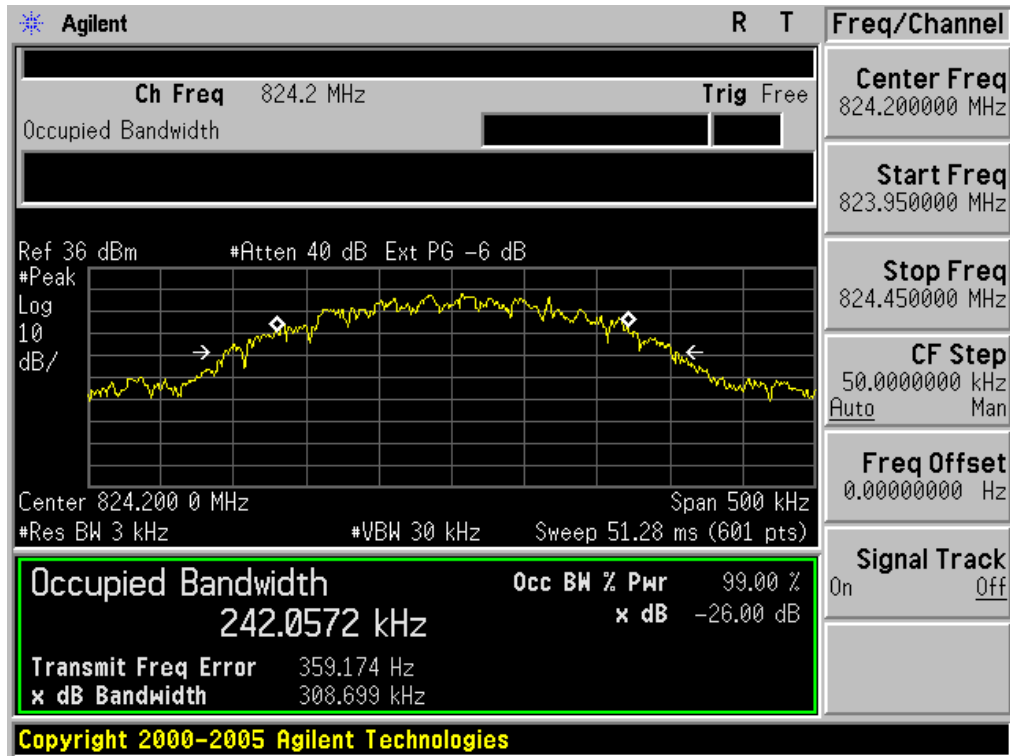 Agilent R T Freq/Channel
Ch Freq 824.2 MHz Trig Free
Occupied Bandwidth
Center Freq
824.200000 MHz
Start Freq
823.950000 MHz
Stop Freq
824.450000 MHz
CF Step
50.0000000 kHz
Auto Man
Freq Offset
0.00000000 Hz
Signal Track
On Off
Ref 36 dBm #Atten 40 dB Ext PG -6 dB
#Peak
Log
10
dB/
Center 824.200 0 MHz Span 500 kHz
#Res BW 3 kHz #VBW 30 kHz Sweep 51.28 ms (601 pts)
Occupied Bandwidth Occ BW % Pwr 99.00 %
242.0572 kHz x dB -26.00 dB
Transmit Freq Error 359.174 Hz
x dB Bandwidth 308.699 kHz
Copyright 2000-2005 Agilent Technologies